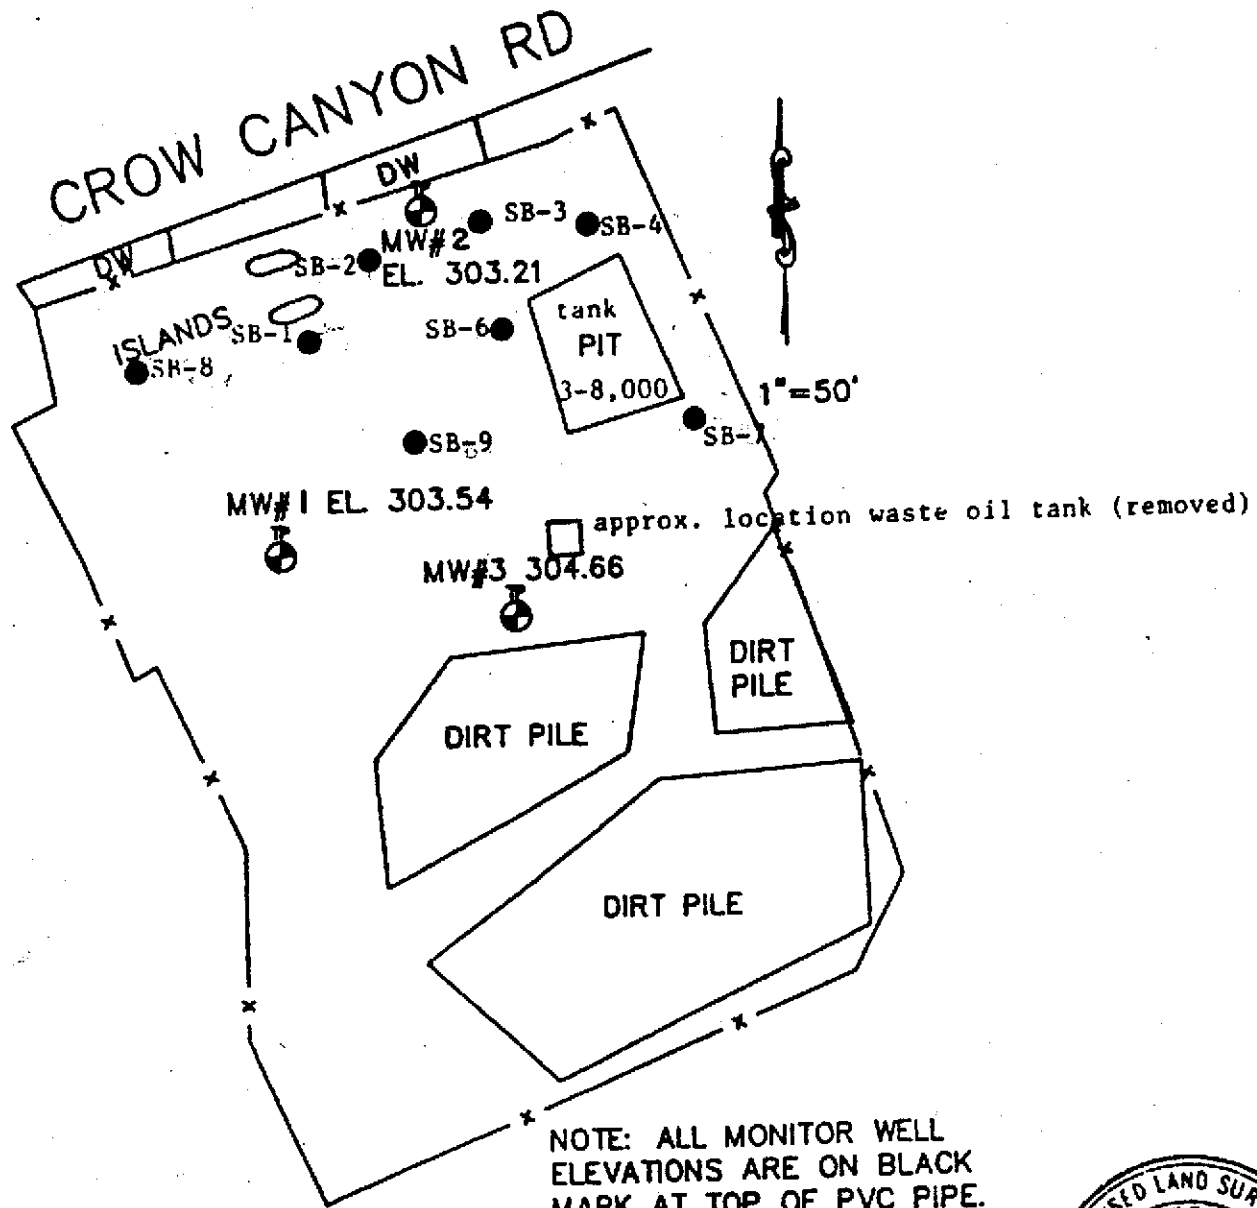 CROW CANYON RD
DW
DW
SB-3
SB-4
MW#2
SB-2
EL. 303.21
tank
PIT
3-8,000
ISLANDS
SB-1
SB-6
SB-8
1"=50'
SB-9
MW#1 EL. 303.54
approx. location waste oil tank (removed)
MW#3 304.66
DIRT
PILE
DIRT PILE
DIRT PILE
NOTE: ALL MONITOR WELL
ELEVATIONS ARE ON BLACK
MARK AT TOP OF PVC PIPE.
LAND